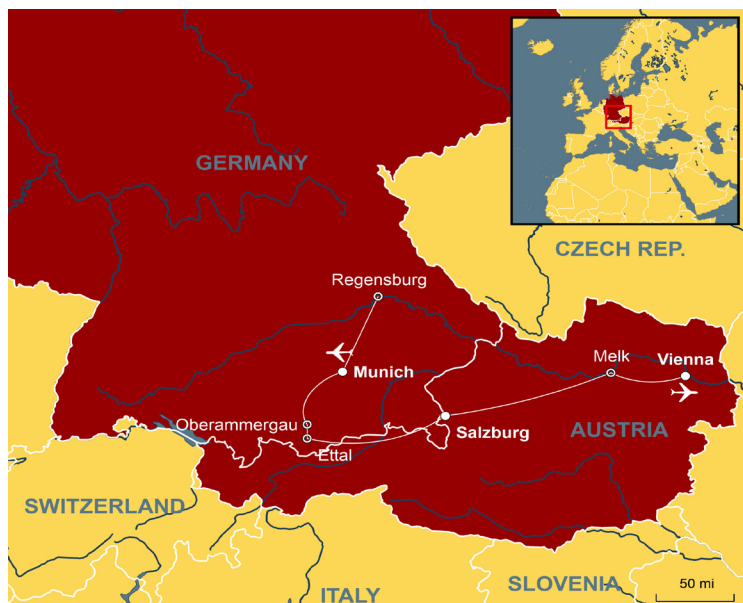 GERMANY
CZECH REP.
Regensburg
Munich
Melk
Vienna
Oberammergau
Salzburg
AUSTRIA
Ettal
SWITZERLAND
SLOVENIA
ITALY
50 mi